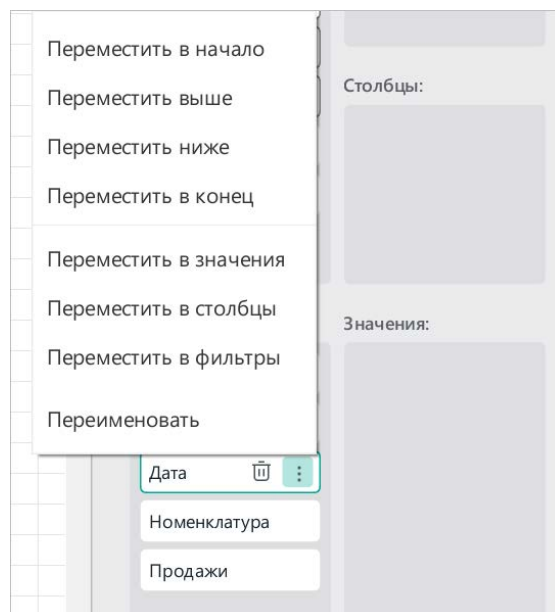 Переместить в начало
Переместить выше
Переместить ниже
Переместить в конец
Переместить в значения
Переместить в столбцы
Переместить в фильтры
Переименовать
Дата
Номенклатура
Продажи
Столбцы:
Значения: